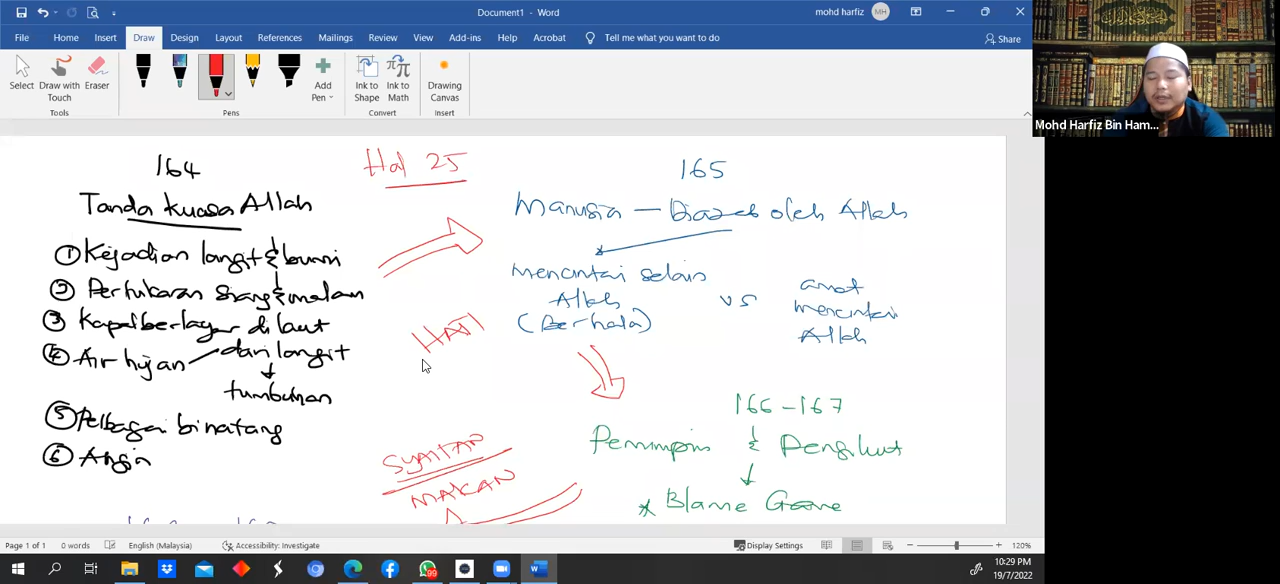 Document1 - Word
mohd harfiz MH
File Home Insert Draw Design Layout References Mailings Review View Add-ins Help Acrobat Tell me what you want to do Share
Select Draw with Touch Eraser Add Pen Ink to Shape Ink to Math Drawing Canvas
Tools Pens Convert Insert
Mohd Harfiz Bin Ham...
Hal 25
164
Tanda kuasa Allah
① Kejadian langit & bumi
② Pertukaran siang & malam
③ Kapal berlayar di laut
④ Air hujan dari langit
tumbuhan
⑤ Pelbagai binatang
⑥ Angin
165
Manusia — Diazab oleh Allah
mencintai selain
Allah
(Berhala)
vs
amat
mencintai
Allah
HATI
166 - 167
Pemimpin & Pengikut
* Blame Game
SYAITAN
MAKAN
Page 1 of 1 0 words English (Malaysia) Accessibility: Investigate Display Settings 120%
99
10:29 PM
19/7/2022